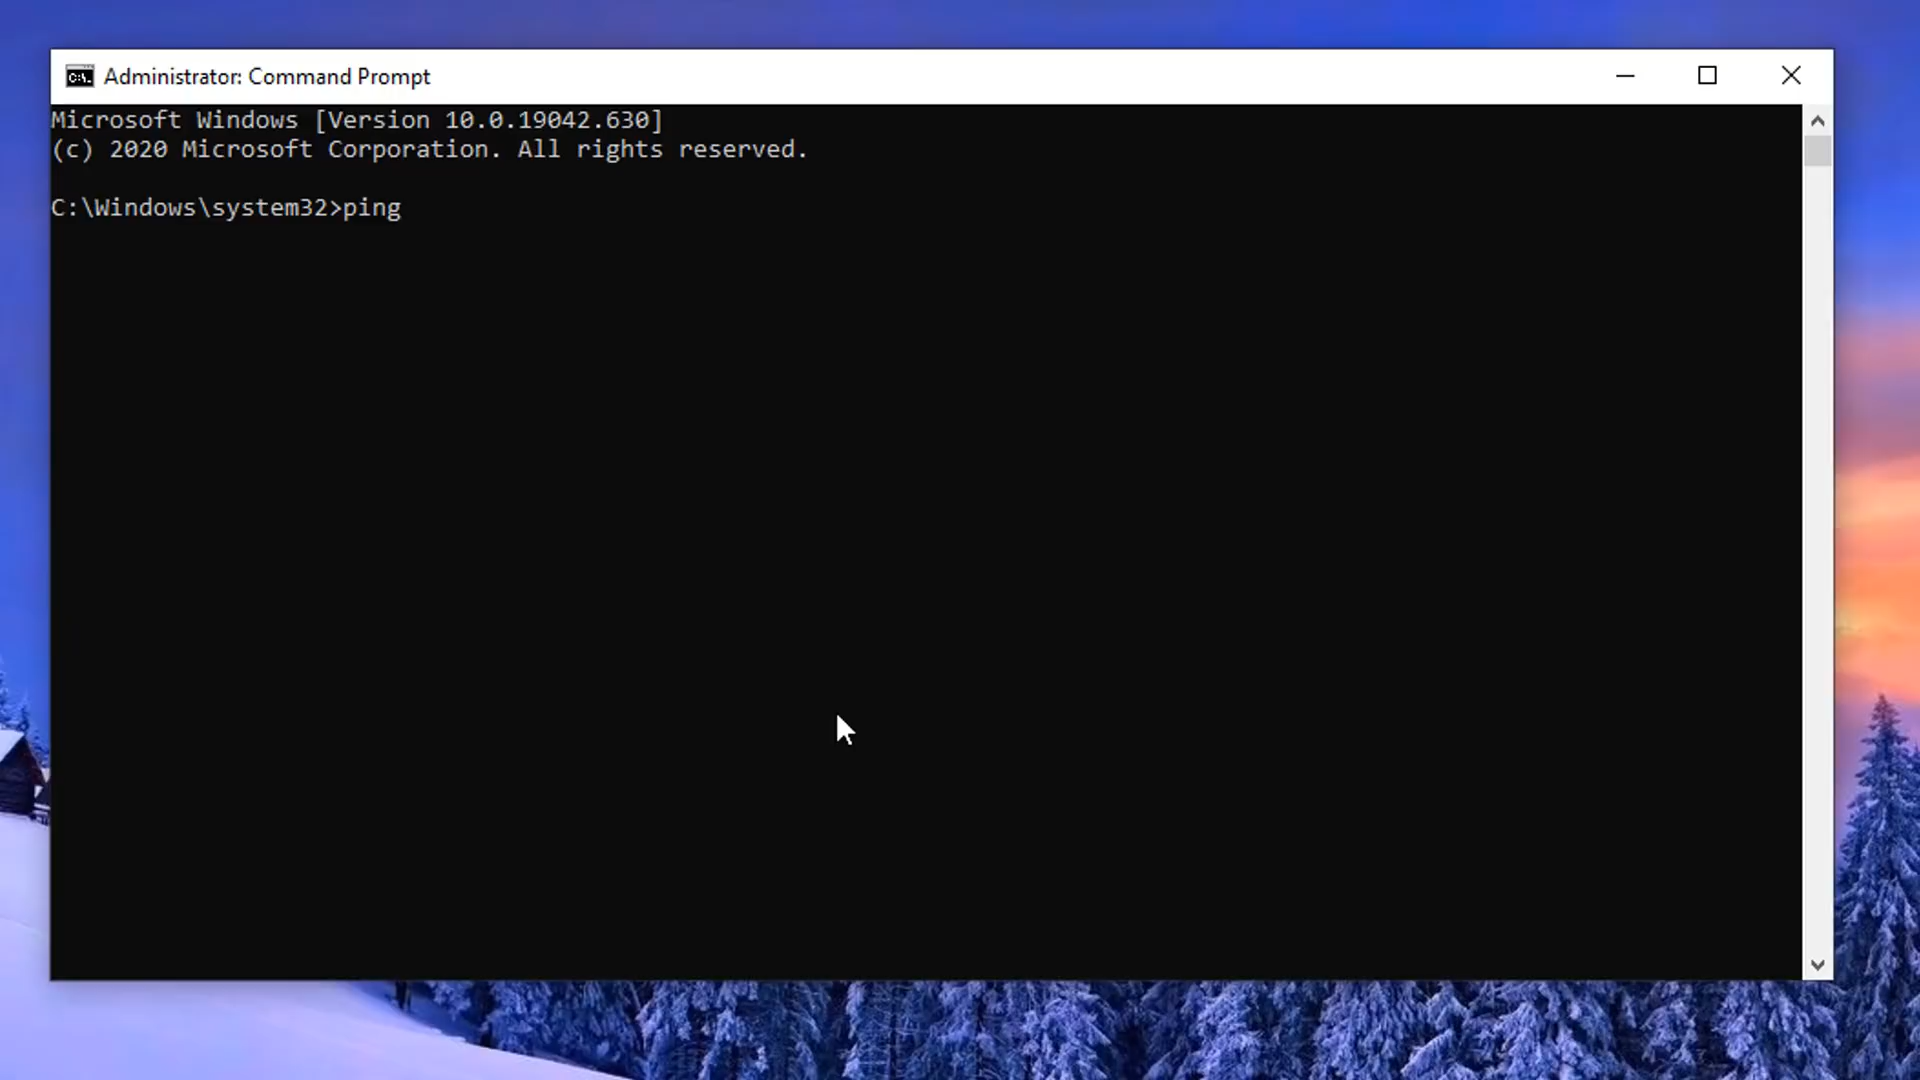 Administrator: Command Prompt
Microsoft Windows [Version 10.0.19042.630]
(c) 2020 Microsoft Corporation. All rights reserved.
C:\Windows\system32>ping